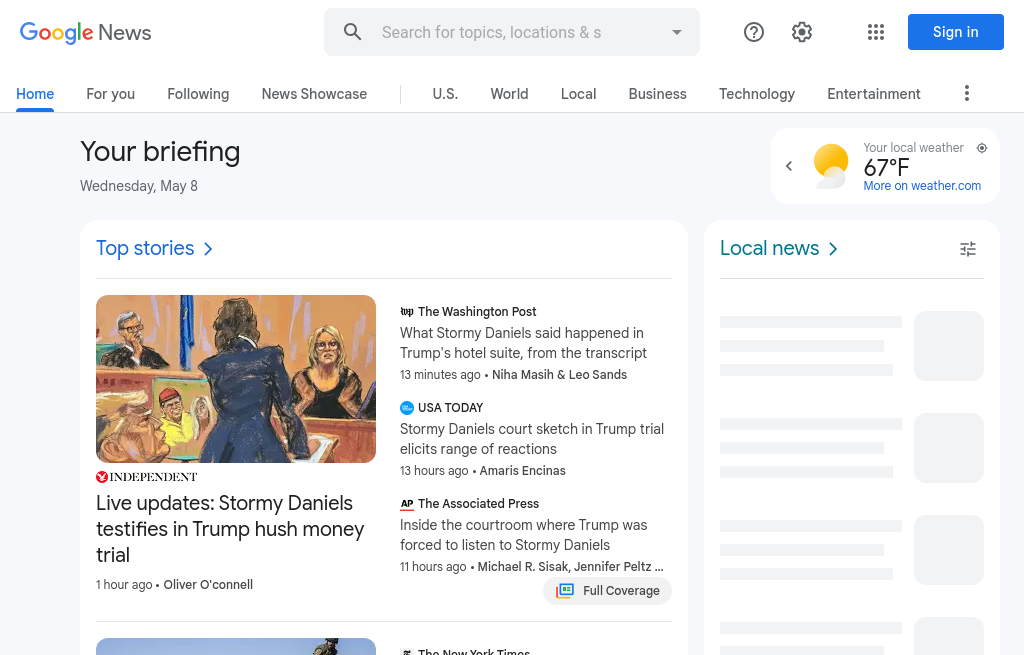 Google News
Search for topics, locations & s
Sign in
Home
For you
Following
News Showcase
U.S.
World
Local
Business
Technology
Entertainment
Your briefing
Wednesday, May 8
Your local weather
67°F
More on weather.com
Top stories
INDEPENDENT
Live updates: Stormy Daniels
testifies in Trump hush money
trial
1 hour ago • Oliver O'connell
wp The Washington Post
What Stormy Daniels said happened in
Trump's hotel suite, from the transcript
13 minutes ago • Niha Masih & Leo Sands
USA TODAY
Stormy Daniels court sketch in Trump trial
elicits range of reactions
13 hours ago • Amaris Encinas
AP The Associated Press
Inside the courtroom where Trump was
forced to listen to Stormy Daniels
11 hours ago • Michael R. Sisak, Jennifer Peltz ...
Full Coverage
The New York Times
Local news